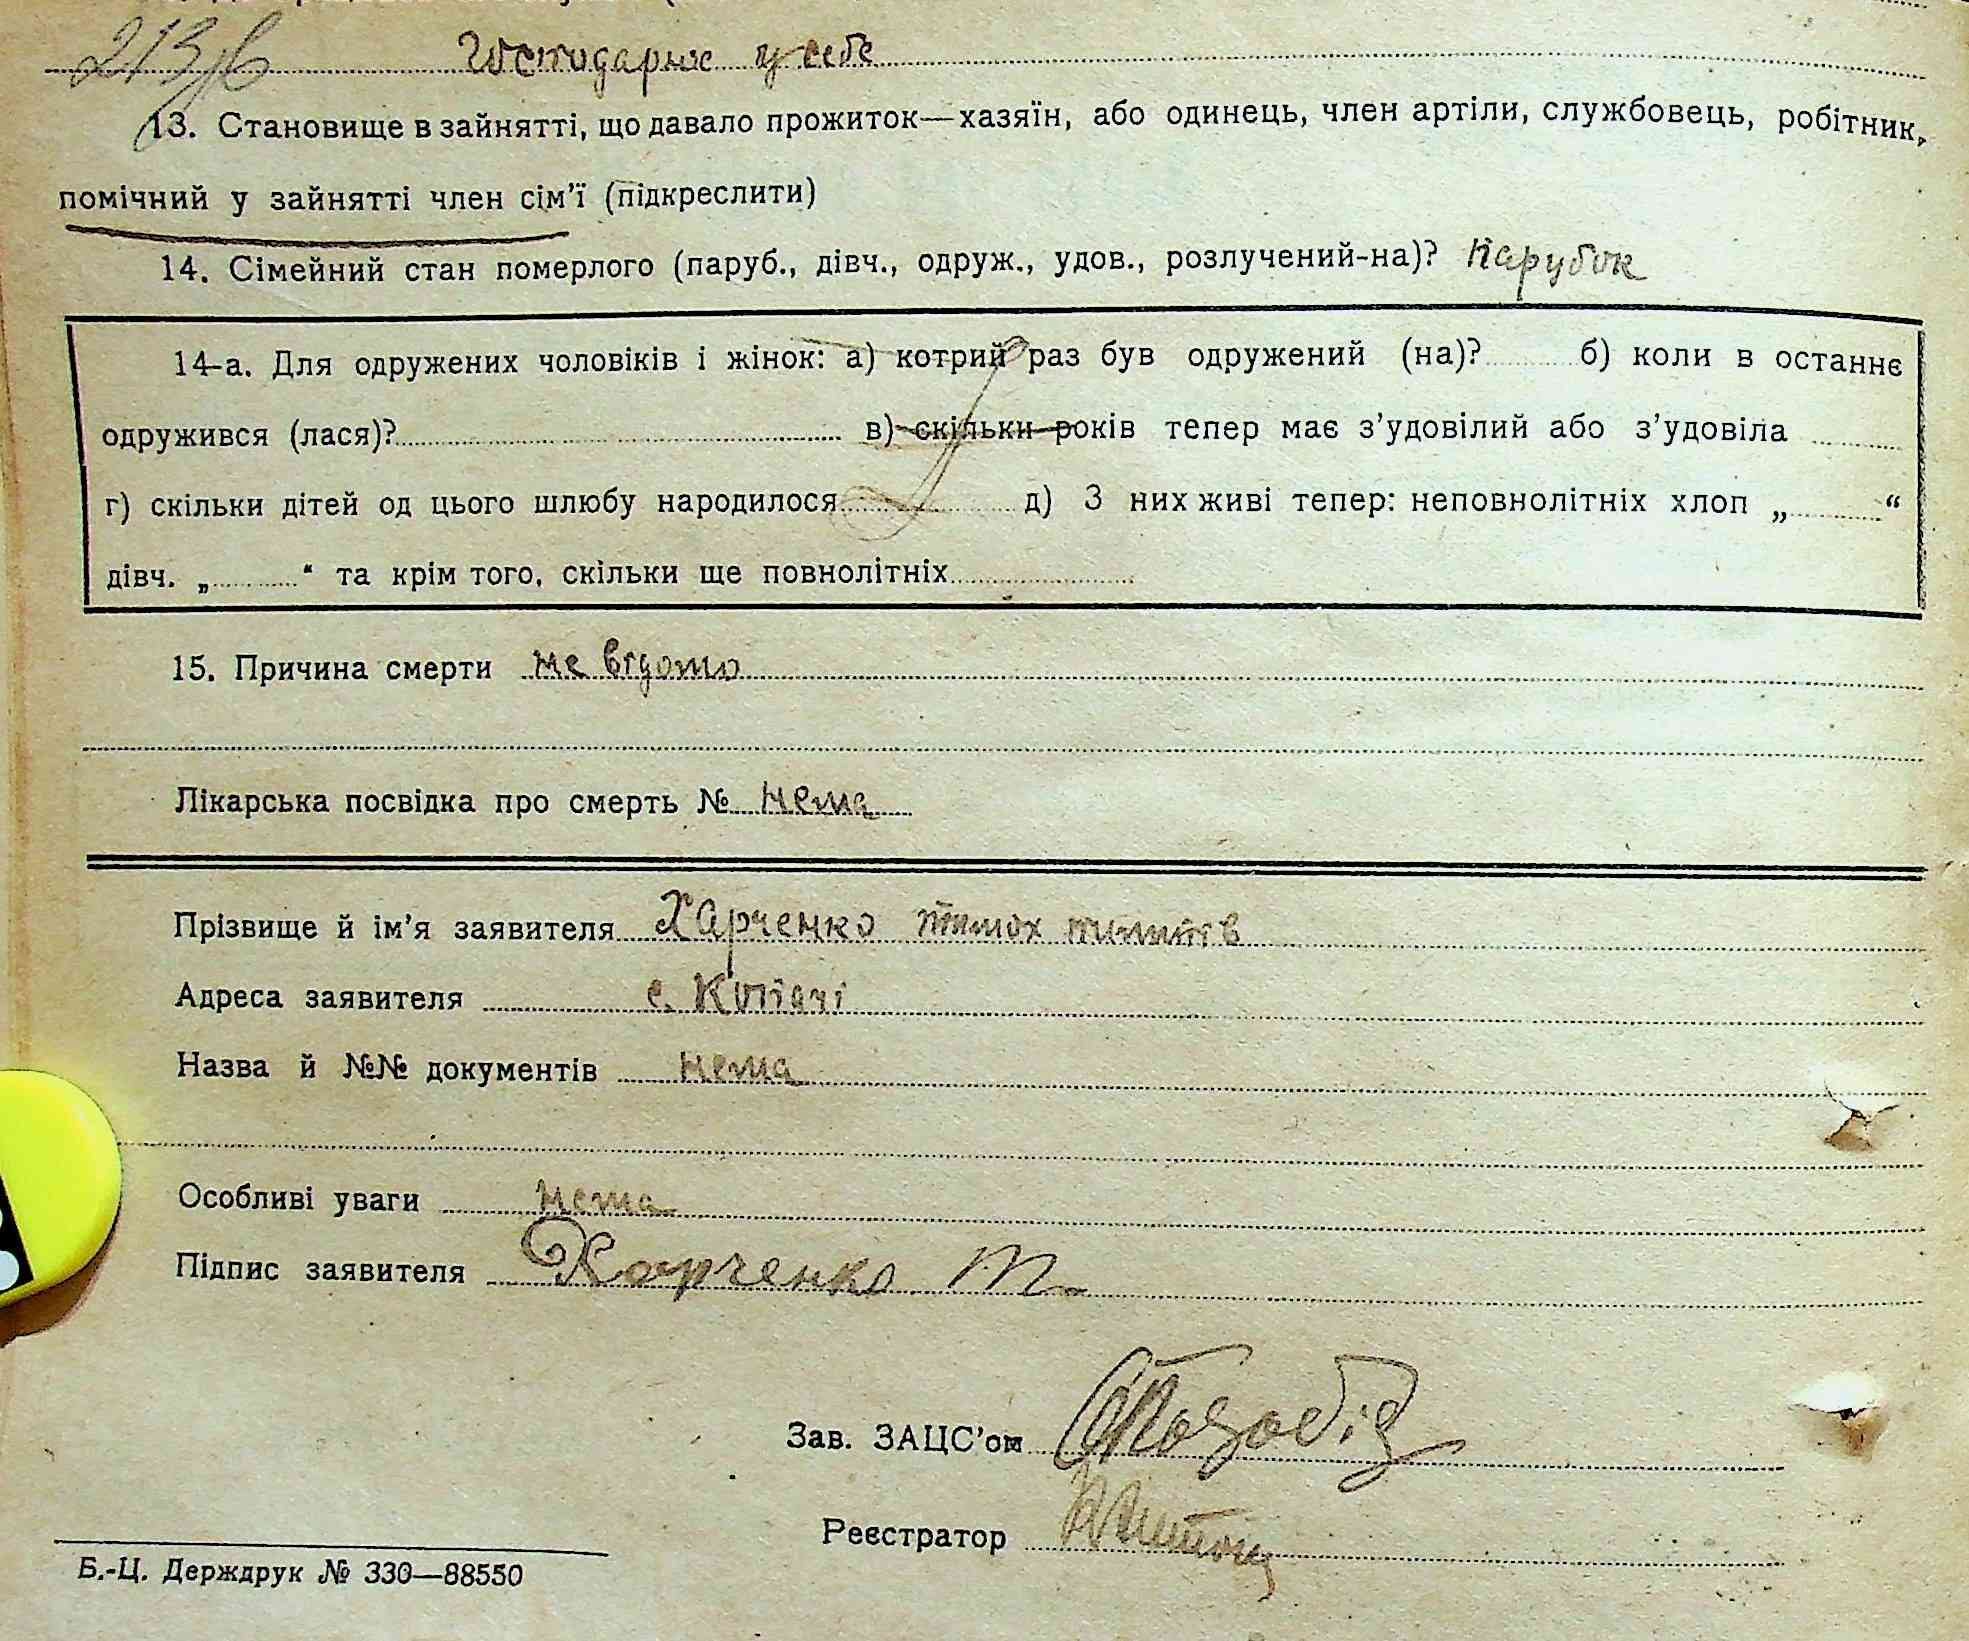 213/6 Господарює у себе
13. Становище в зайнятті, що давало прожиток—хазяїн, або одинець, член артіли, службовець, робітник,
помічний у зайнятті член сім’ї (підкреслити)
14. Сімейний стан померлого (паруб., дівч., одруж., удов., розлучений-на)? Парубок
14-а. Для одружених чоловіків і жінок: а) котрий раз був одружений (на)? б) коли в останнє
одружився (лася)? в) скільки років тепер має з’удовілий або з’удовіла
г) скільки дітей од цього шлюбу народилося д) З них живі тепер: неповнолітніх хлоп „ “
дівч. „ “ та крім того, скільки ще повнолітніх
15. Причина смерти не відомо
Лікарська посвідка про смерть № нема
Прізвище й ім’я заявителя Харченко тимох
Адреса заявителя с. Копачі
Назва й №№ документів нема
Особливі уваги нема
Підпис заявителя Харченко Т
Зав. ЗАЦС’ом
Реєстратор
Б.-Ц. Держдрук № 330—88550